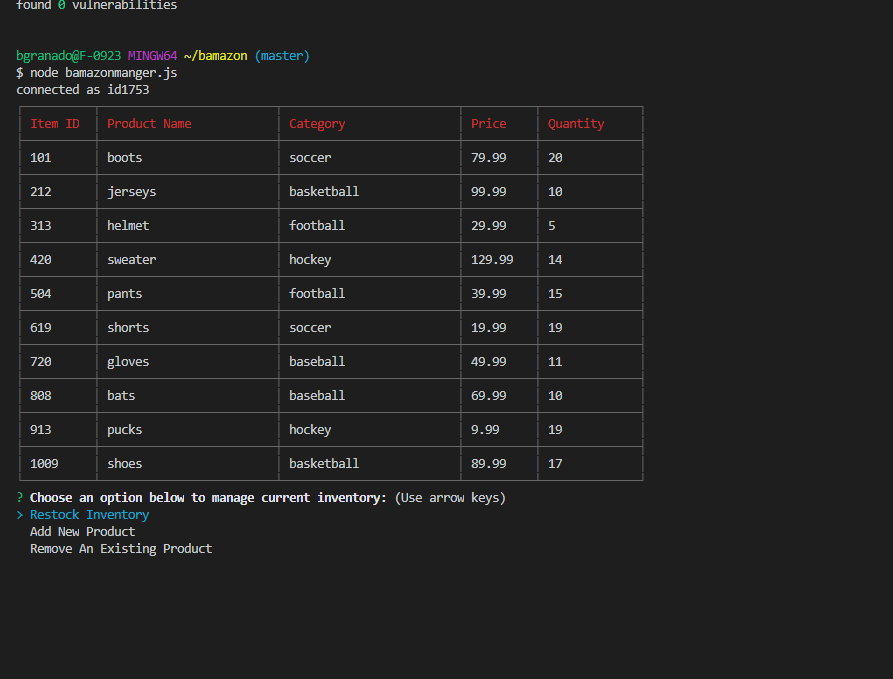 found 0 vulnerabilities
bgranado@F-0923 MINGW64 ~/bamazon (master)
$ node bamazonmanger.js
connected as id1753
Item ID Product Name Category Price Quantity
101 boots soccer 79.99 20
212 jerseys basketball 99.99 10
313 helmet football 29.99 5
420 sweater hockey 129.99 14
504 pants football 39.99 15
619 shorts soccer 19.99 19
720 gloves baseball 49.99 11
808 bats baseball 69.99 10
913 pucks hockey 9.99 19
1009 shoes basketball 89.99 17
? Choose an option below to manage current inventory: (Use arrow keys)
> Restock Inventory
Add New Product
Remove An Existing Product